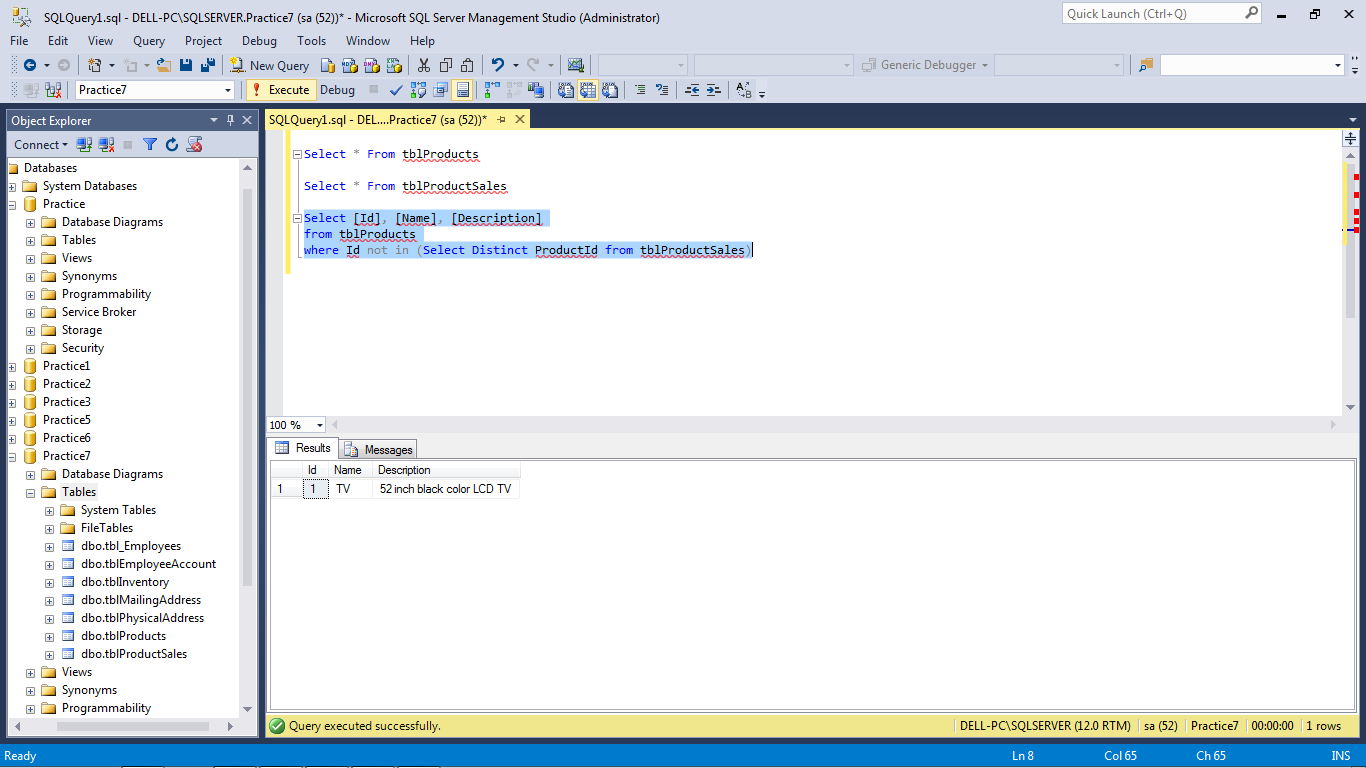 SQLQuery1.sql - DELL-PC\SQLSERVER.Practice7 (sa (52))* - Microsoft SQL Server Management Studio (Administrator)
Quick Launch (Ctrl+Q)
File Edit View Query Project Debug Tools Window Help
New Query
Generic Debugger
Practice7
Execute Debug
Object Explorer
Connect
Databases
System Databases
Practice
Database Diagrams
Tables
Views
Synonyms
Programmability
Service Broker
Storage
Security
Practice1
Practice2
Practice3
Practice5
Practice6
Practice7
Database Diagrams
Tables
System Tables
FileTables
dbo.tbl_Employees
dbo.tblEmployeeAccount
dbo.tblInventory
dbo.tblMailingAddress
dbo.tblPhysicalAddress
dbo.tblProducts
dbo.tblProductSales
Views
Synonyms
Programmability
SQLQuery1.sql - DEL....Practice7 (sa (52))*
Select * From tblProducts
Select * From tblProductSales
Select [Id], [Name], [Description]
from tblProducts
where Id not in (Select Distinct ProductId from tblProductSales)
100 %
Results Messages
Id Name Description
1 1 TV 52 inch black color LCD TV
Query executed successfully. DELL-PC\SQLSERVER (12.0 RTM) sa (52) Practice7 00:00:00 1 rows
Ready Ln 8 Col 65 Ch 65 INS